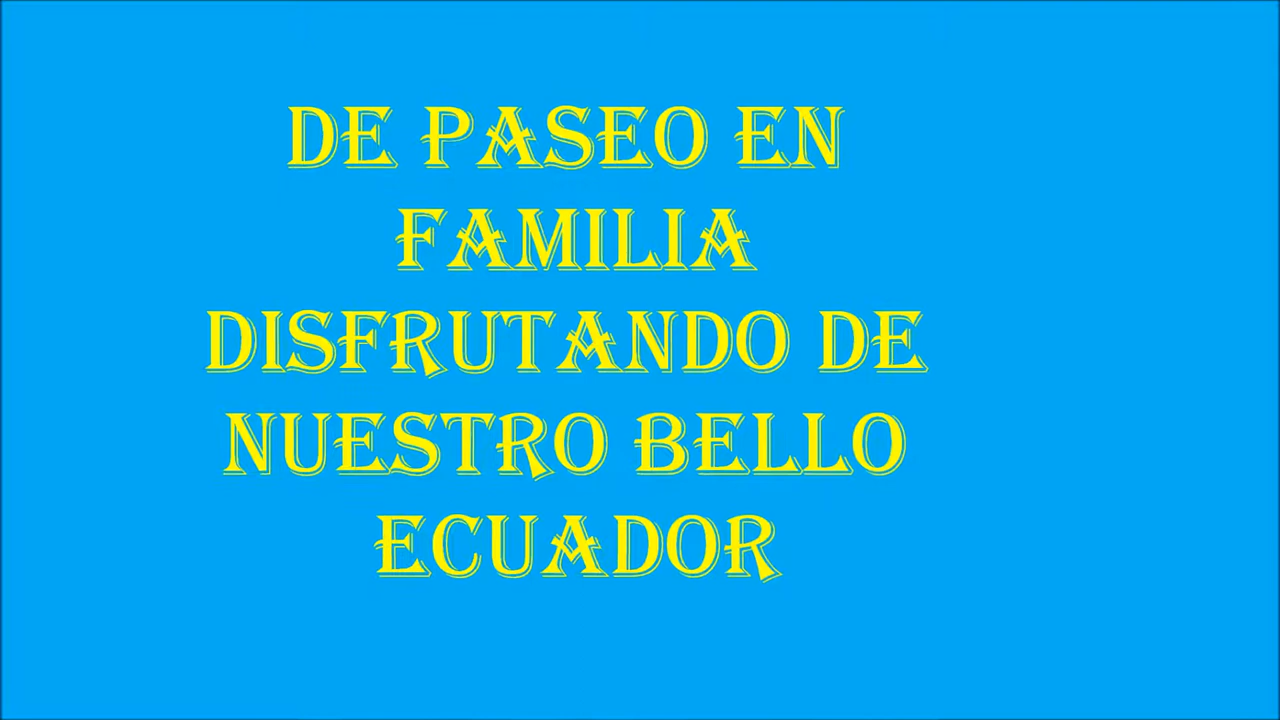 DE PASEO EN
FAMILIA
DISFRUTANDO DE
NUESTRO BELLO
ECUADOR